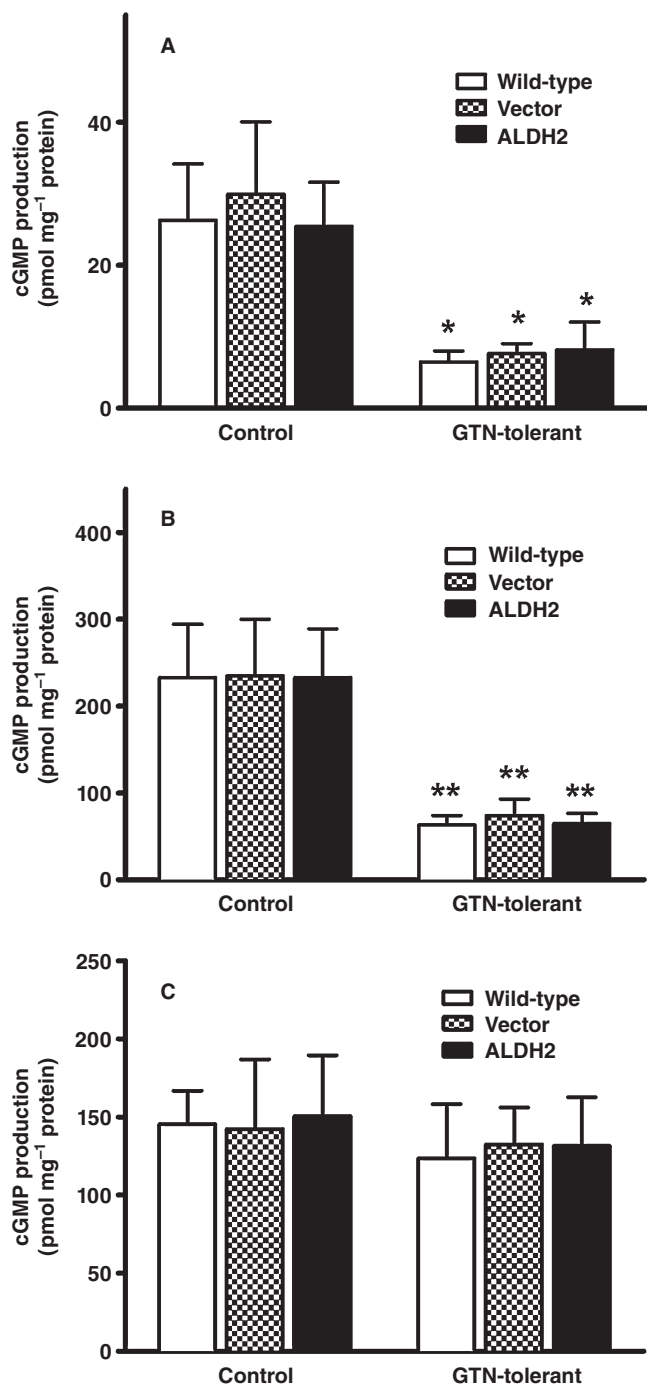 A
Wild-type
Vector
ALDH2
cGMP production
(pmol mg⁻¹ protein)
40
20
0
* * *
Control GTN-tolerant
B
Wild-type
Vector
ALDH2
cGMP production
(pmol mg⁻¹ protein)
400
300
200
100
0
** ** **
Control GTN-tolerant
C
Wild-type
Vector
ALDH2
cGMP production
(pmol mg⁻¹ protein)
250
200
150
100
50
0
Control GTN-tolerant